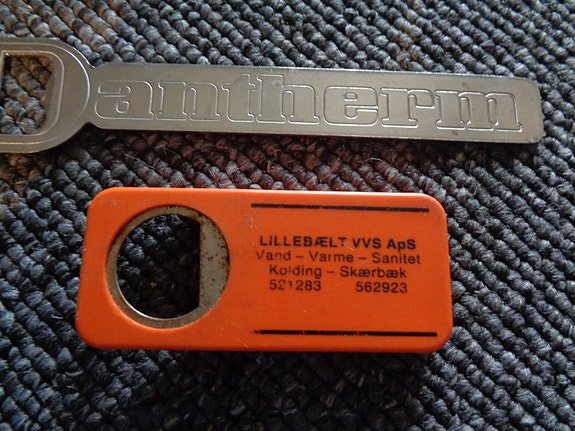 Dantherm
LILLEBÆLT VVS ApS
Vand – Varme – Sanitet
Kolding – Skærbæk
521283 562923